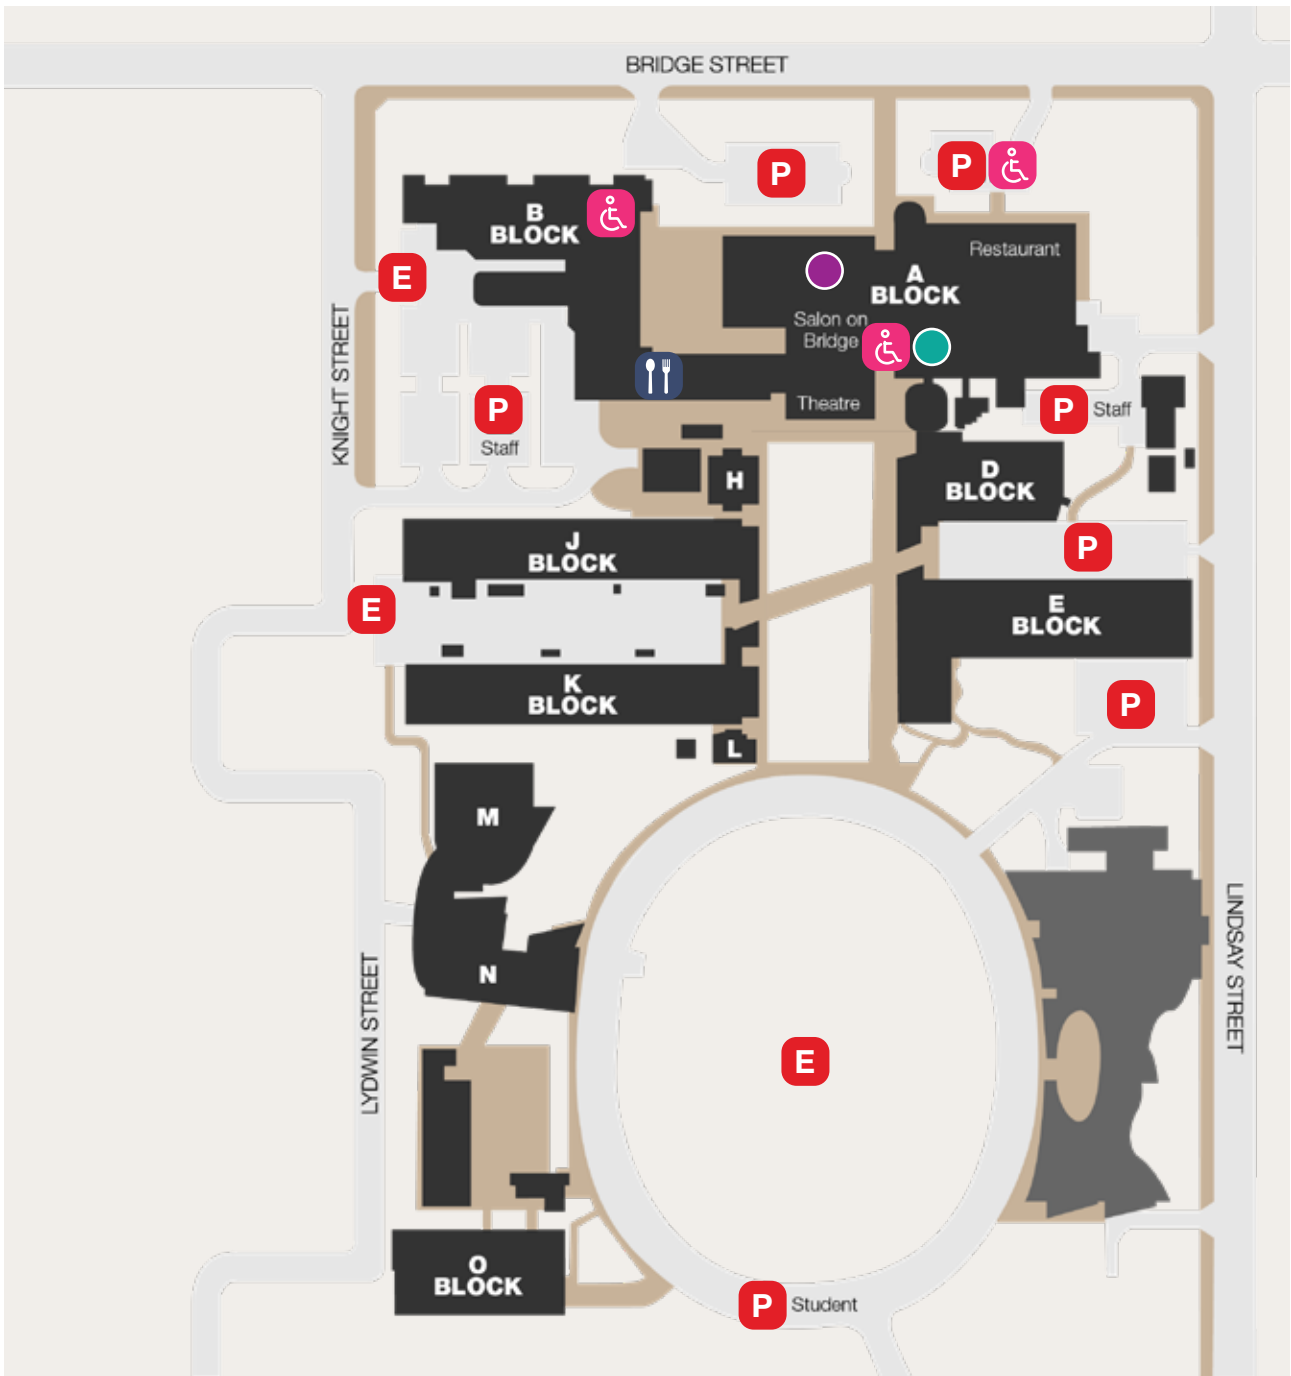 BRIDGE STREET
P
P
B
BLOCK
E
Restaurant
A
BLOCK
Salon on
Bridge
KNIGHT STREET
P
Staff
Theatre
P
Staff
H
D
BLOCK
J
BLOCK
P
E
E
BLOCK
K
BLOCK
P
L
M
N
LYDWIN STREET
LINDSAY STREET
E
O
BLOCK
P
Student